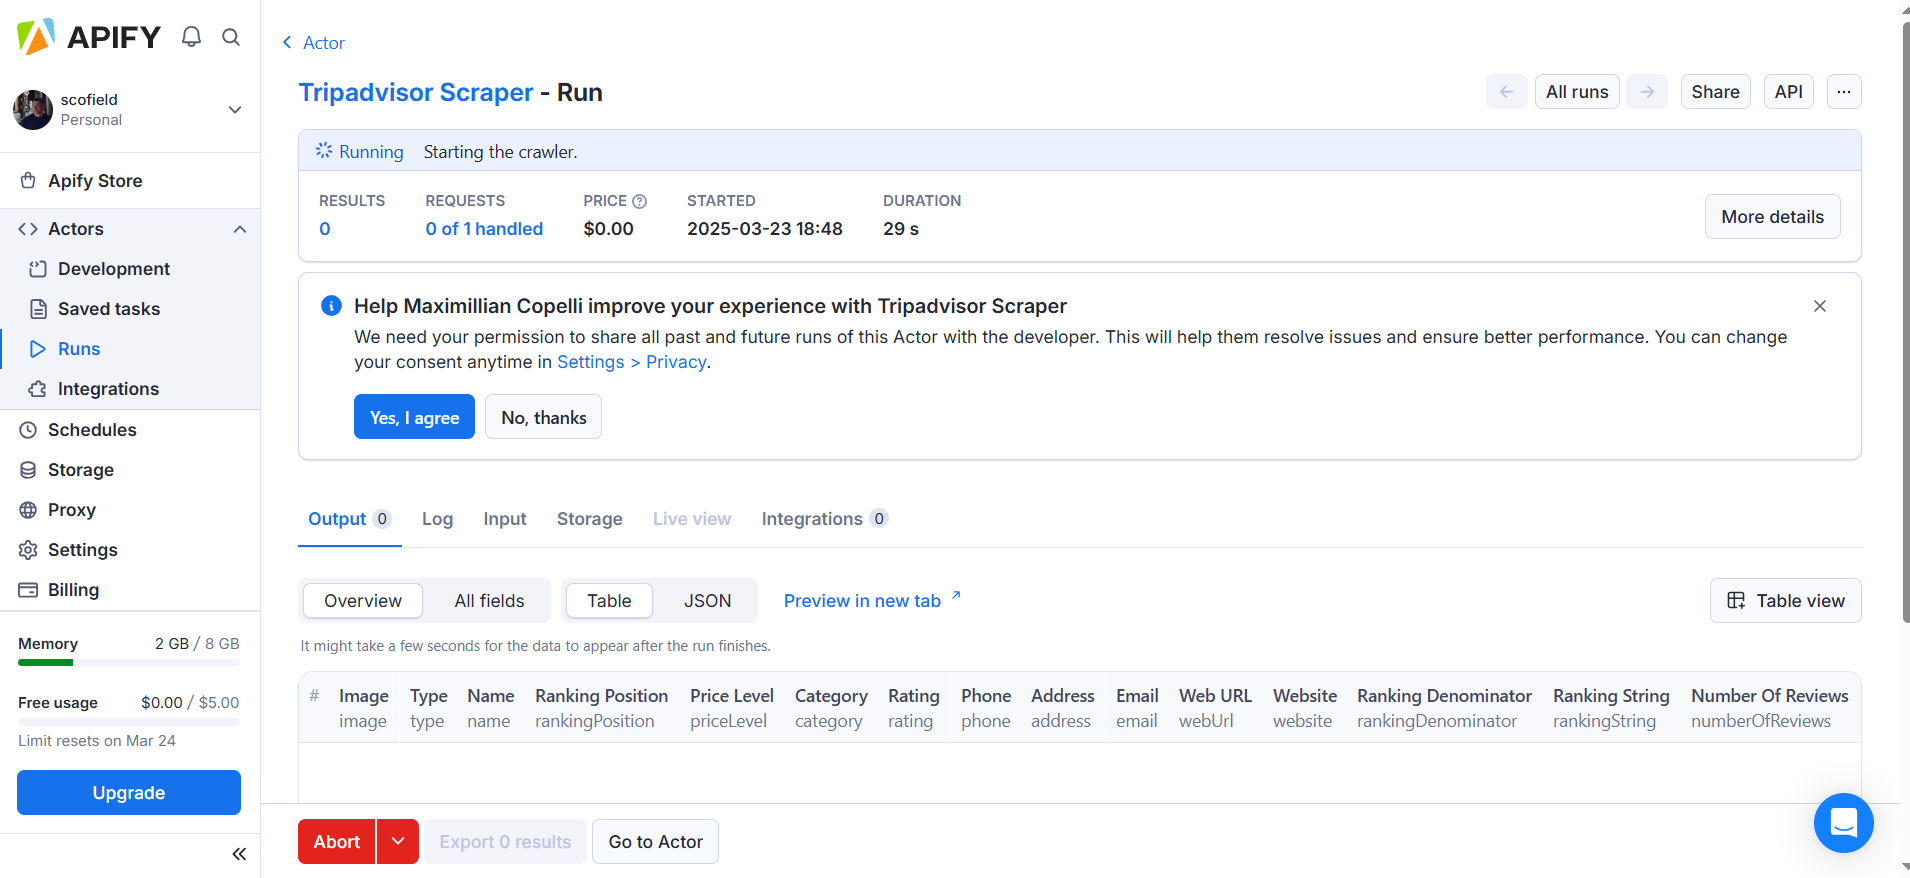 APIFY
scofield
Personal
Apify Store
Actors
Development
Saved tasks
Runs
Integrations
Schedules
Storage
Proxy
Settings
Billing
Memory 2 GB / 8 GB
Free usage $0.00 / $5.00
Limit resets on Mar 24
Upgrade
Actor
Tripadvisor Scraper - Run
All runs
Share
API
...
Running Starting the crawler.
RESULTS REQUESTS PRICE STARTED DURATION
0 0 of 1 handled $0.00 2025-03-23 18:48 29 s
More details
Help Maximillian Copelli improve your experience with Tripadvisor Scraper
We need your permission to share all past and future runs of this Actor with the developer. This will help them resolve issues and ensure better performance. You can change
your consent anytime in Settings > Privacy.
Yes, I agree No, thanks
Output 0 Log Input Storage Live view Integrations 0
Overview All fields Table JSON Preview in new tab Table view
It might take a few seconds for the data to appear after the run finishes.
# Image Type Name Ranking Position Price Level Category Rating Phone Address Email Web URL Website Ranking Denominator Ranking String Number Of Reviews
image type name rankingPosition priceLevel category rating phone address email webUrl website rankingDenominator rankingString numberOfReviews
Abort Export 0 results Go to Actor